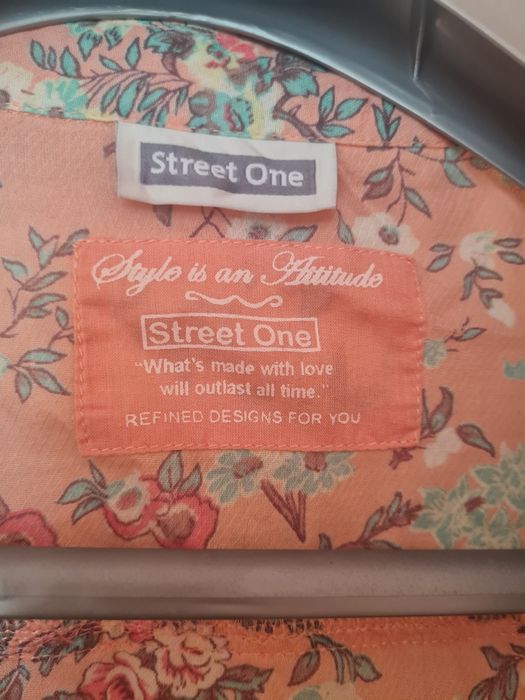 Street One
Style is an Attitude
Street One
"What's made with love
will outlast all time."
REFINED DESIGNS FOR YOU